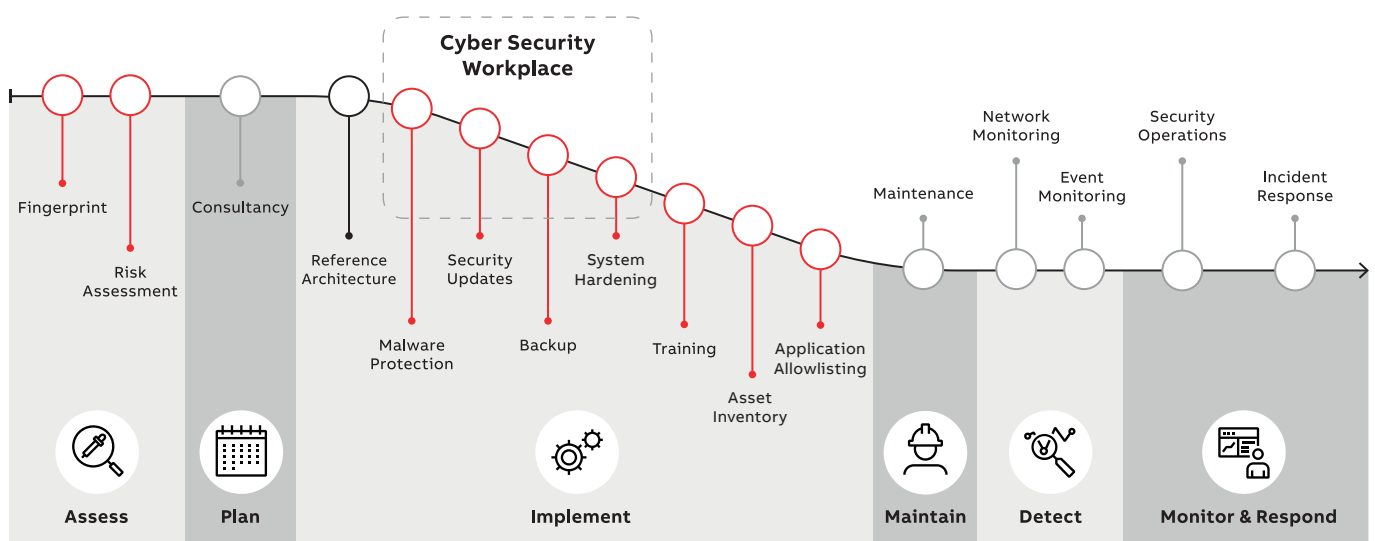 Cyber Security
Workplace
Fingerprint
Risk
Assessment
Consultancy
Reference
Architecture
Malware
Protection
Security
Updates
Backup
System
Hardening
Training
Asset
Inventory
Application
Allowlisting
Maintenance
Network
Monitoring
Event
Monitoring
Security
Operations
Incident
Response
Assess
Plan
Implement
Maintain
Detect
Monitor & Respond